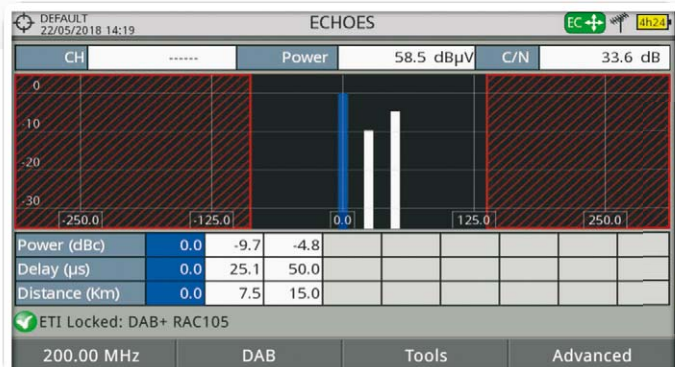 DEFAULT
22/05/2018 14:19
ECHOES
EC
4h24
CH ------ Power 58.5 dBµV C/N 33.6 dB
0
-10
-20
-30
-250.0 -125.0 0.0 125.0 250.0
Power (dBc) 0.0 -9.7 -4.8
Delay (µs) 0.0 25.1 50.0
Distance (Km) 0.0 7.5 15.0
ETI Locked: DAB+ RAC105
200.00 MHz DAB Tools Advanced